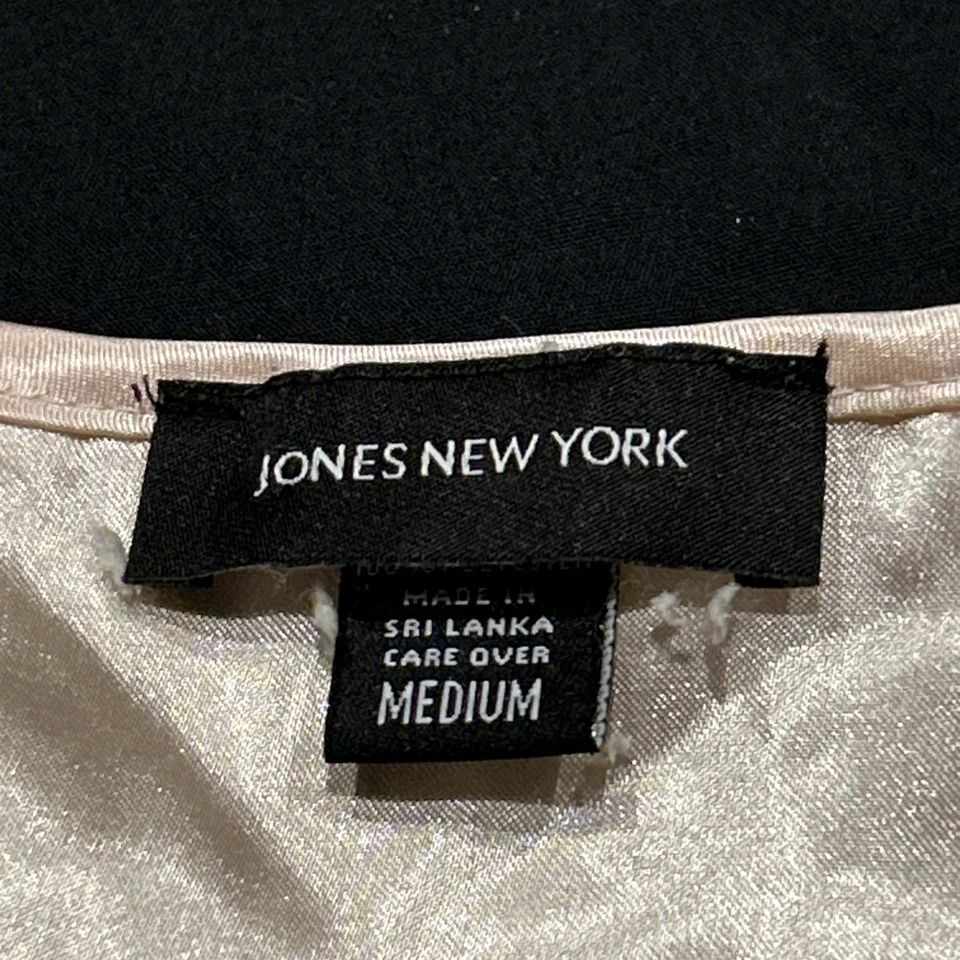 JONES NEW YORK
MADE IN
SRI LANKA
CARE OVER
MEDIUM